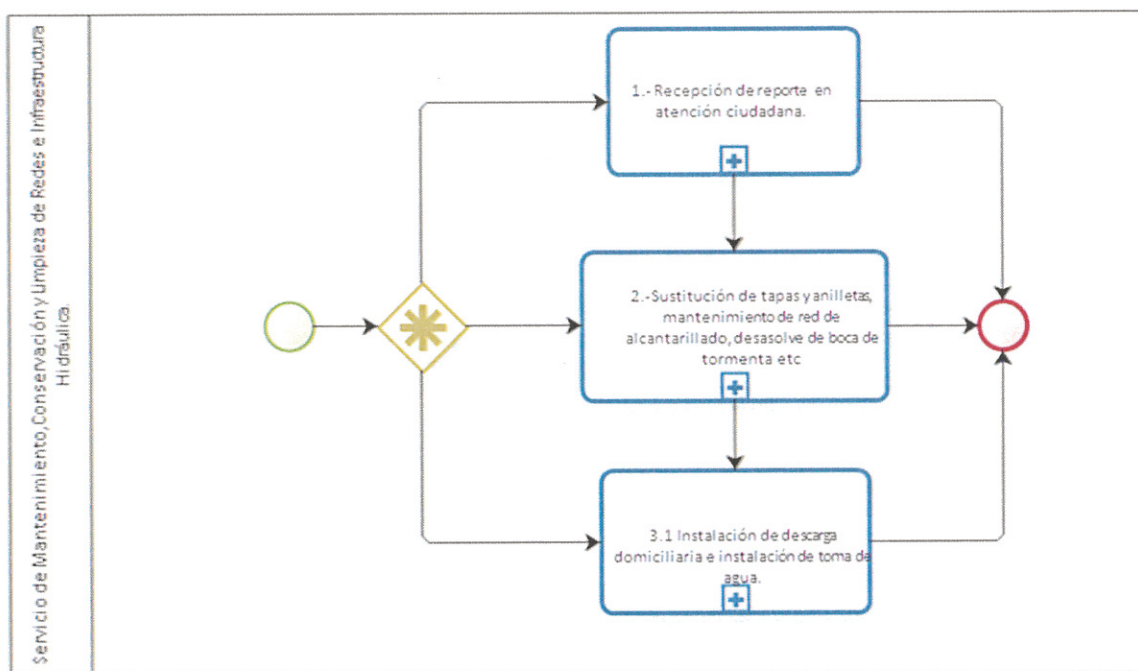 Servicio de Mantenimiento, Conservación y Limpieza de Redes e Infraestructura
Hidráulica.
1.- Recepción de reporte en
atención ciudadana.
2.-Sustitución de tapas y anilletas,
mantenimiento de red de
alcantarillado, desasolve de boca de
tormenta etc
3.1 Instalación de descarga
domiciliaria e instalación de toma de
agua.